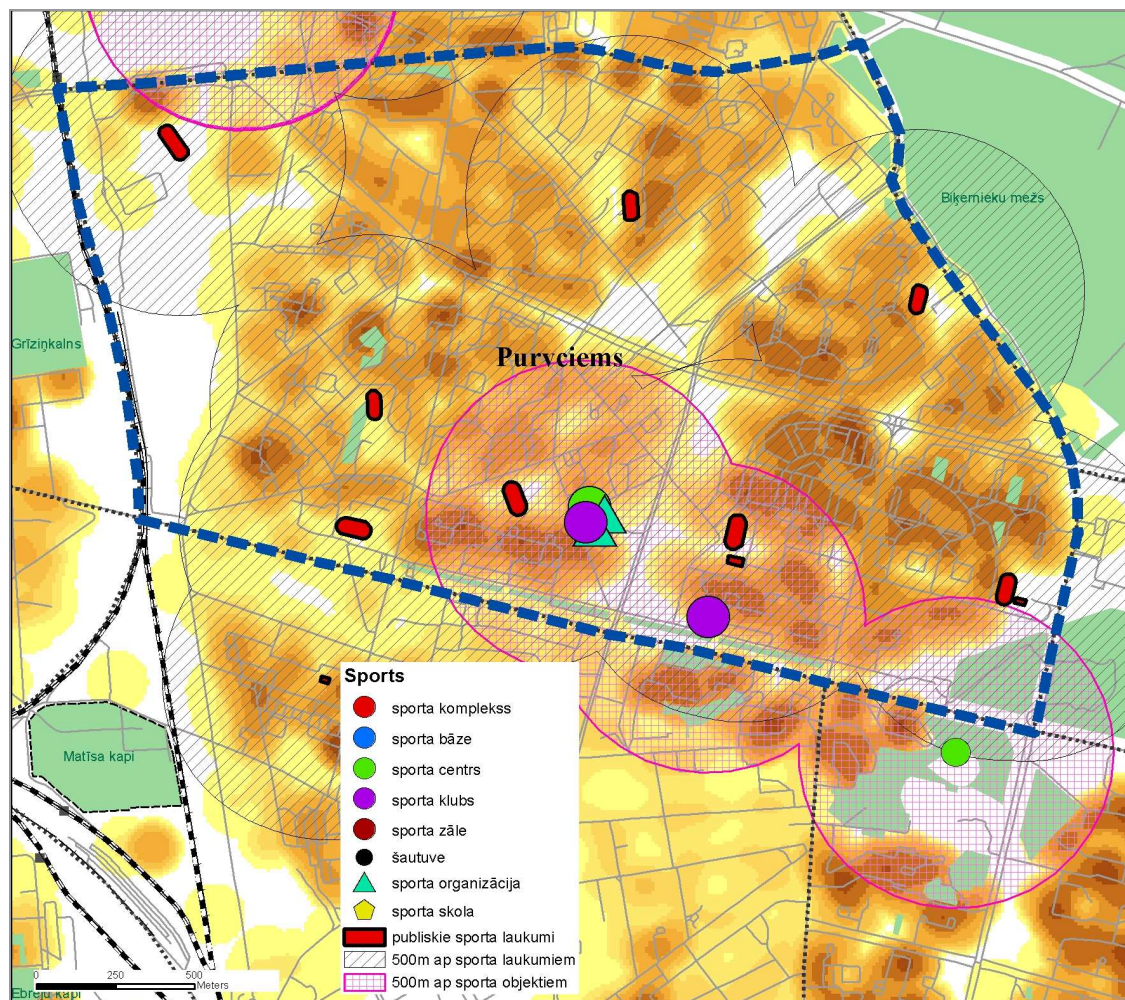 Biķernieku mežs
Grīziņkalns
Purvciems
Matīsa kapi
Ebreju kapi
Sports
sporta komplekss
sporta bāze
sporta centrs
sporta klubs
sporta zāle
šautuve
sporta organizācija
sporta skola
publiskie sporta laukumi
500m ap sporta laukumiem
500m ap sporta objektiem
0 250 500
Meters